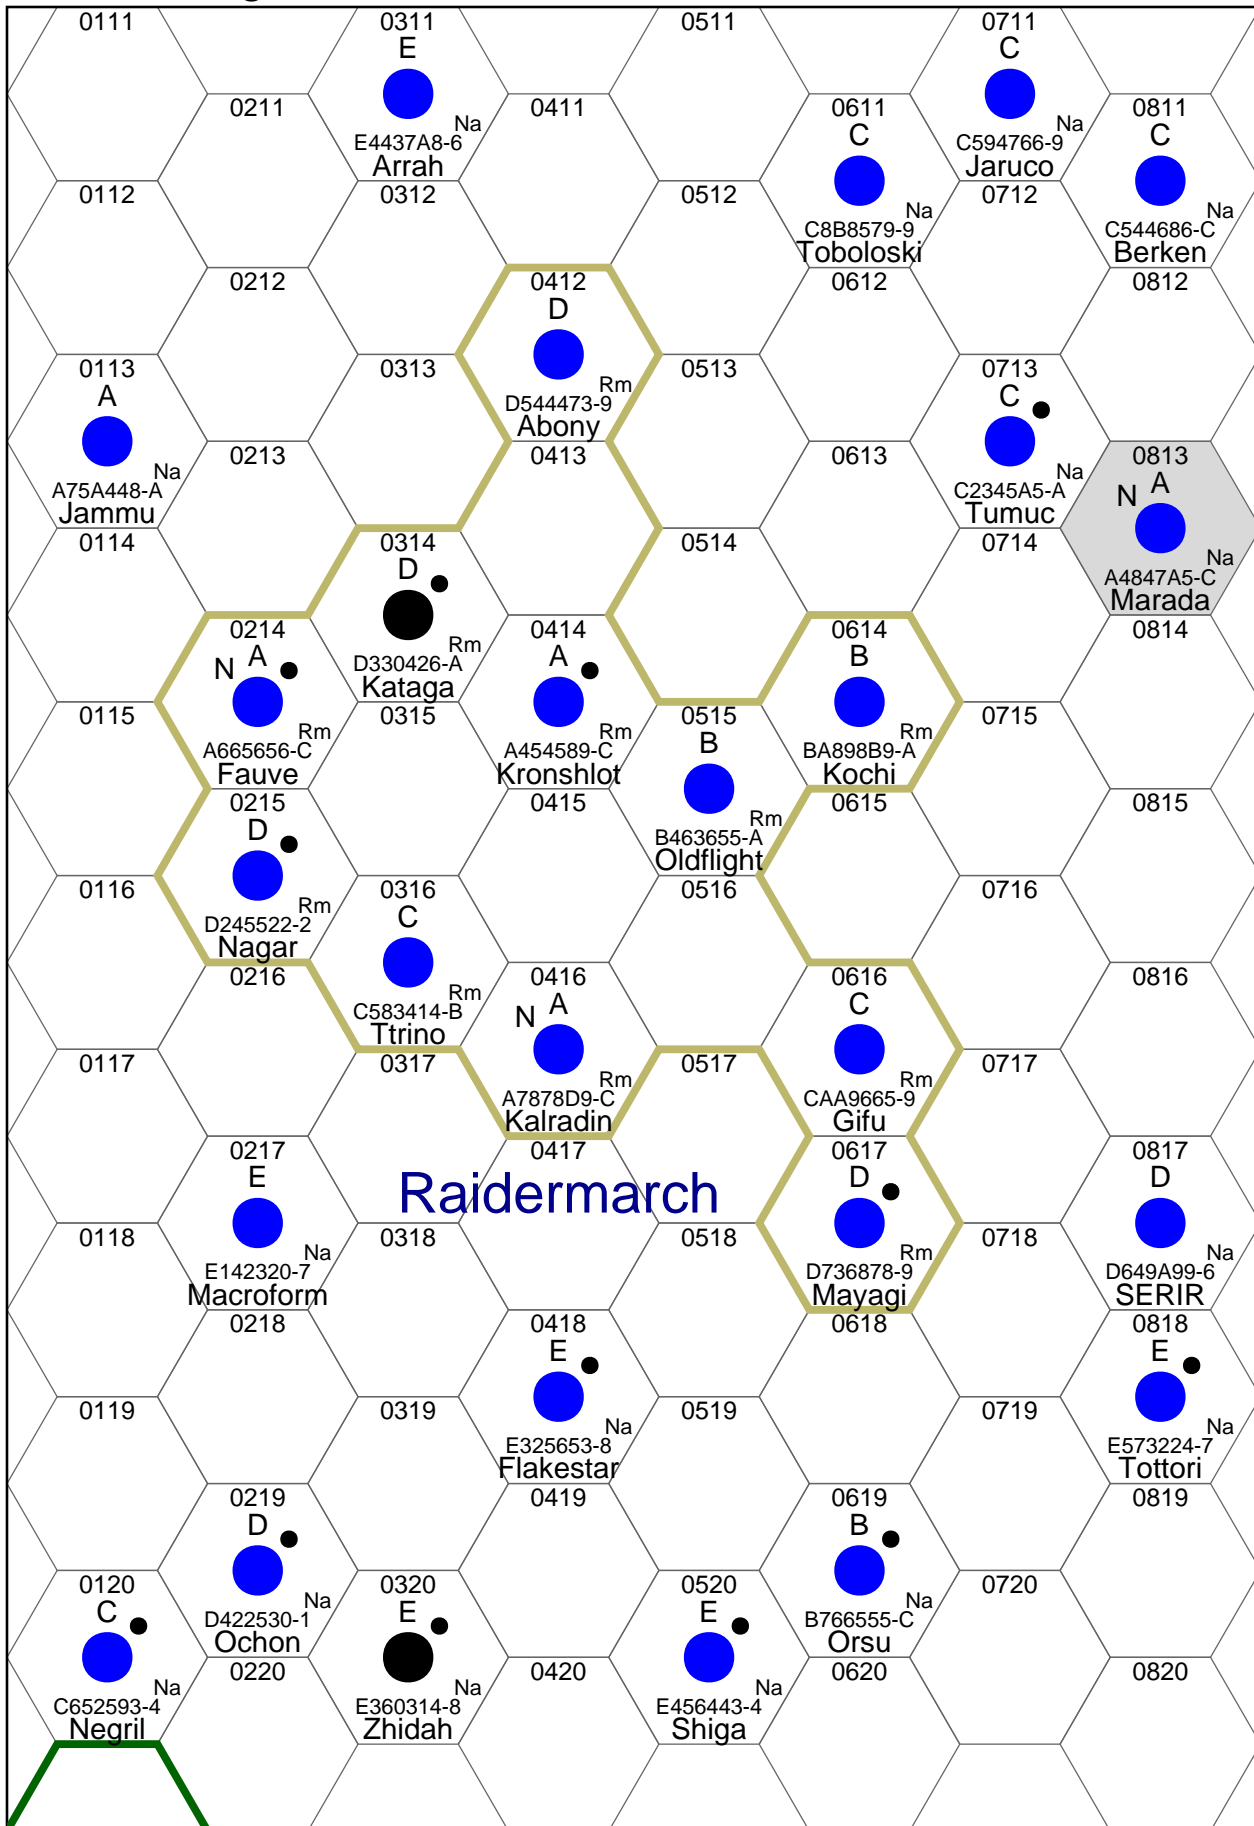 0111
0311
0511
0711
E
C
0211
0411
0611
0811
Na
Na
C
C
E4437A8-6
C594766-9
Arrah
Jaruco
0112
0312
0512
0712
Na
Na
C8B8579-9
C544686-C
Toboloski
Berken
0212
0412
0612
0812
D
0113
0313
0513
0713
Rm
A
C
D544473-9
Abony
0213
0413
0613
0813
Na
Na
A
N
A75A448-A
C2345A5-A
Jammu
Tumuc
0114
0314
0514
0714
D
Na
A4847A5-C
Marada
0214
0414
0614
0814
Rm
N A
A
B
D330426-A
Kataga
0115
0315
0515
0715
Rm
Rm
Rm
B
A665656-C
A454589-C
BA898B9-A
Fauve
Kronshlot
Kochi
0215
0415
0615
0815
Rm
D
B463655-A
Oldflight
0116
0316
0516
0716
Rm
C
D245522-2
Nagar
0216
0416
0616
0816
Rm
N A
C
C583414-B
Ttrino
0117
0317
0517
0717
Rm
Rm
A7878D9-C
CAA9665-9
Kalradin
Gifu
0217
0417
0617
0817
E
D
D
Raidermarch
0118
0318
0518
0718
Na
Rm
Na
E142320-7
D736878-9
D649A99-6
Macroform
Mayagi
SERIR
0218
0418
0618
0818
E
E
0119
0319
0519
0719
Na
Na
E325653-8
E573224-7
Flakestar
Tottori
0219
0419
0619
0819
D
B
0120
0320
0520
0720
Na
Na
C
E
E
D422530-1
B766555-C
Ochon
Orsu
0220
0420
0620
0820
Na
Na
Na
C652593-4
E360314-8
E456443-4
Negril
Zhidah
Shiga